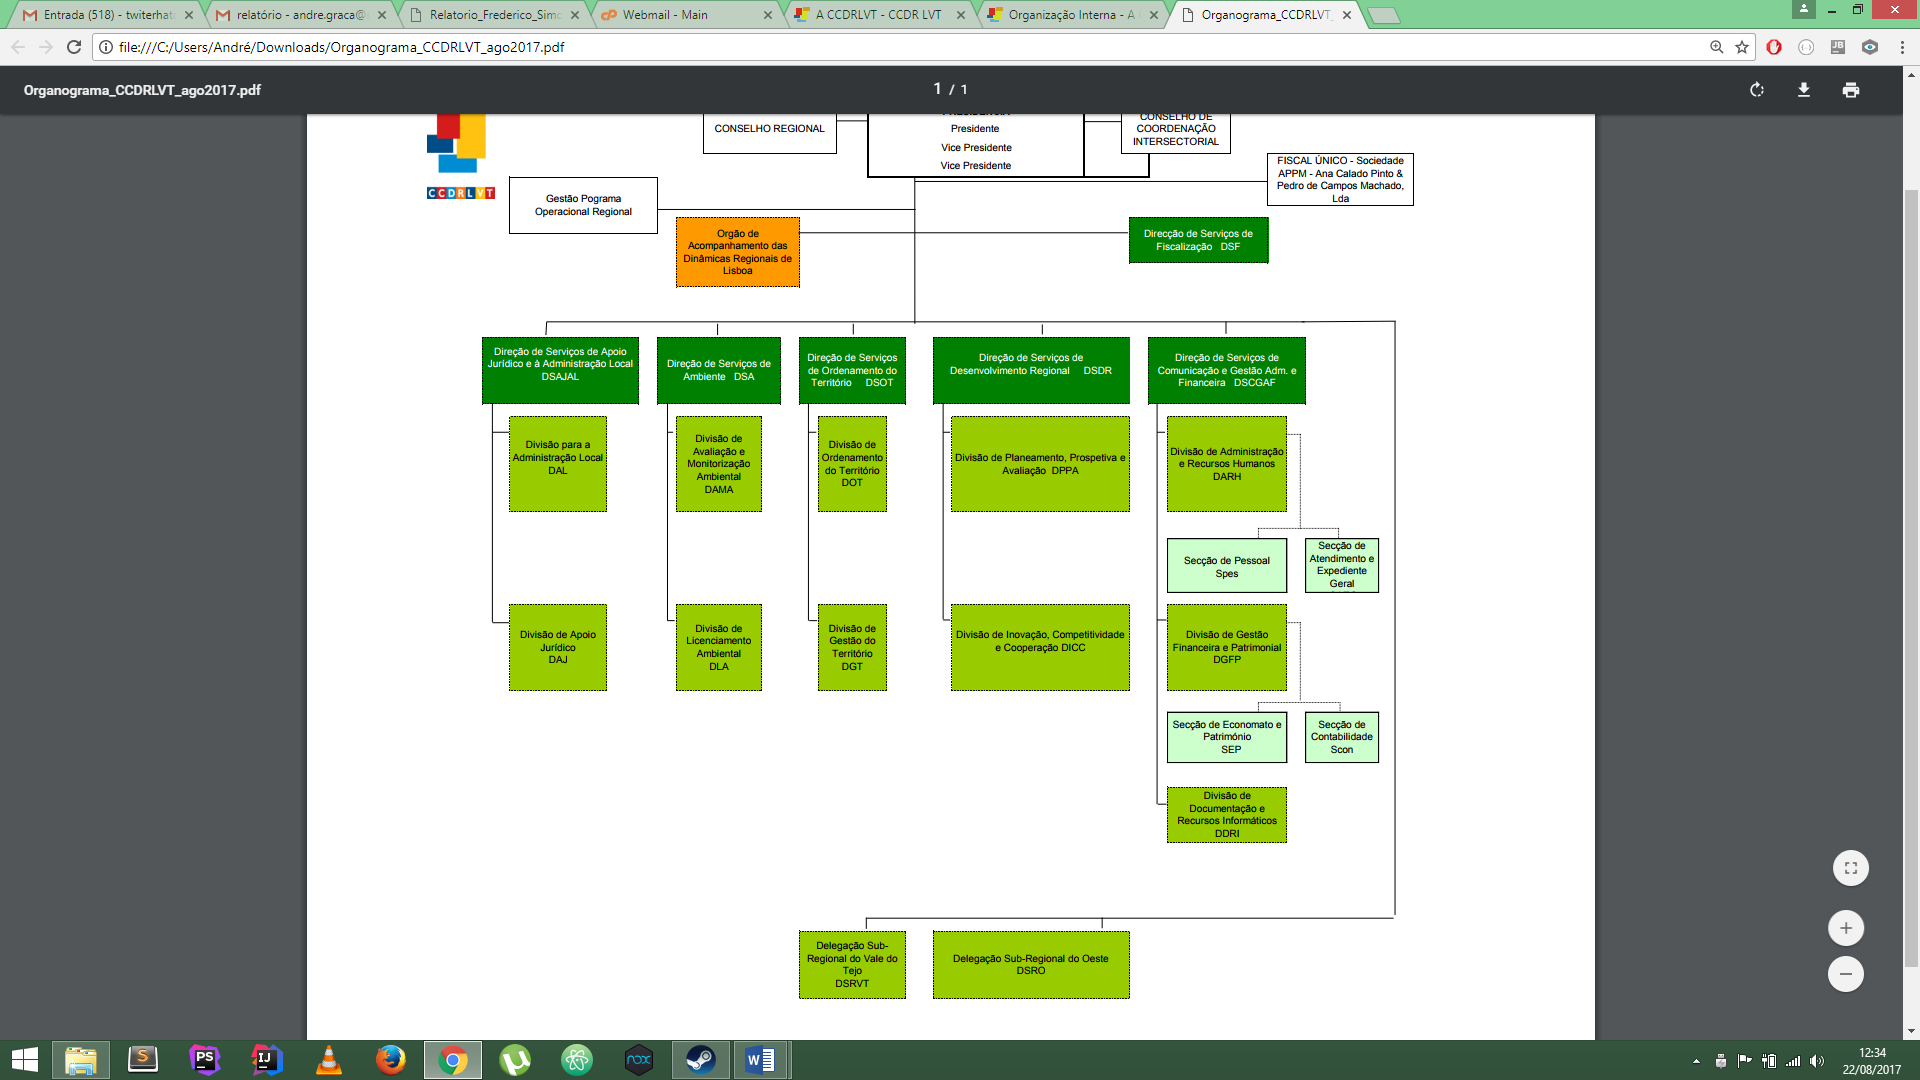 Entrada (518) - twiterhat
relatório - andre.graca@
Relatorio_Frederico_Simo
Webmail - Main
A CCDRLVT - CCDR LVT
Organização Interna - A
Organograma_CCDRLVT_
file:///C:/Users/André/Downloads/Organograma_CCDRLVT_ago2017.pdf
Organograma_CCDRLVT_ago2017.pdf
1 / 1
CCDRLVT
CONSELHO REGIONAL
PRESIDÊNCIA
Presidente
Vice Presidente
Vice Presidente
CONSELHO DE
COORDENAÇÃO
INTERSECTORIAL
FISCAL ÚNICO - Sociedade
APPM - Ana Calado Pinto &
Pedro de Campos Machado,
Lda
Gestão Pograma
Operacional Regional
Orgão de
Acompanhamento das
Dinâmicas Regionais de
Lisboa
Direcção de Serviços de
Fiscalização DSF
Direção de Serviços de Apoio
Jurídico e à Administração Local
DSAJAL
Direção de Serviços de
Ambiente DSA
Direção de Serviços
de Ordenamento do
Território DSOT
Direção de Serviços de
Desenvolvimento Regional DSDR
Direção de Serviços de
Comunicação e Gestão Adm. e
Financeira DSCGAF
Divisão para a
Administração Local
DAL
Divisão de
Avaliação e
Monitorização
Ambiental
DAMA
Divisão de
Ordenamento
do Território
DOT
Divisão de Planeamento, Prospetiva e
Avaliação DPPA
Divisão de Administração
e Recursos Humanos
DARH
Secção de Pessoal
Spes
Secção de
Atendimento e
Expediente
Geral
Divisão de Apoio
Jurídico
DAJ
Divisão de
Licenciamento
Ambiental
DLA
Divisão de
Gestão do
Território
DGT
Divisão de Inovação, Competitividade
e Cooperação DICC
Divisão de Gestão
Financeira e Patrimonial
DGFP
Secção de Economato e
Património
SEP
Secção de
Contabilidade
Scon
Divisão de
Documentação e
Recursos Informáticos
DDRI
Delegação Sub-
Regional do Vale do
Tejo
DSRVT
Delegação Sub-Regional do Oeste
DSRO
12:34
22/08/2017